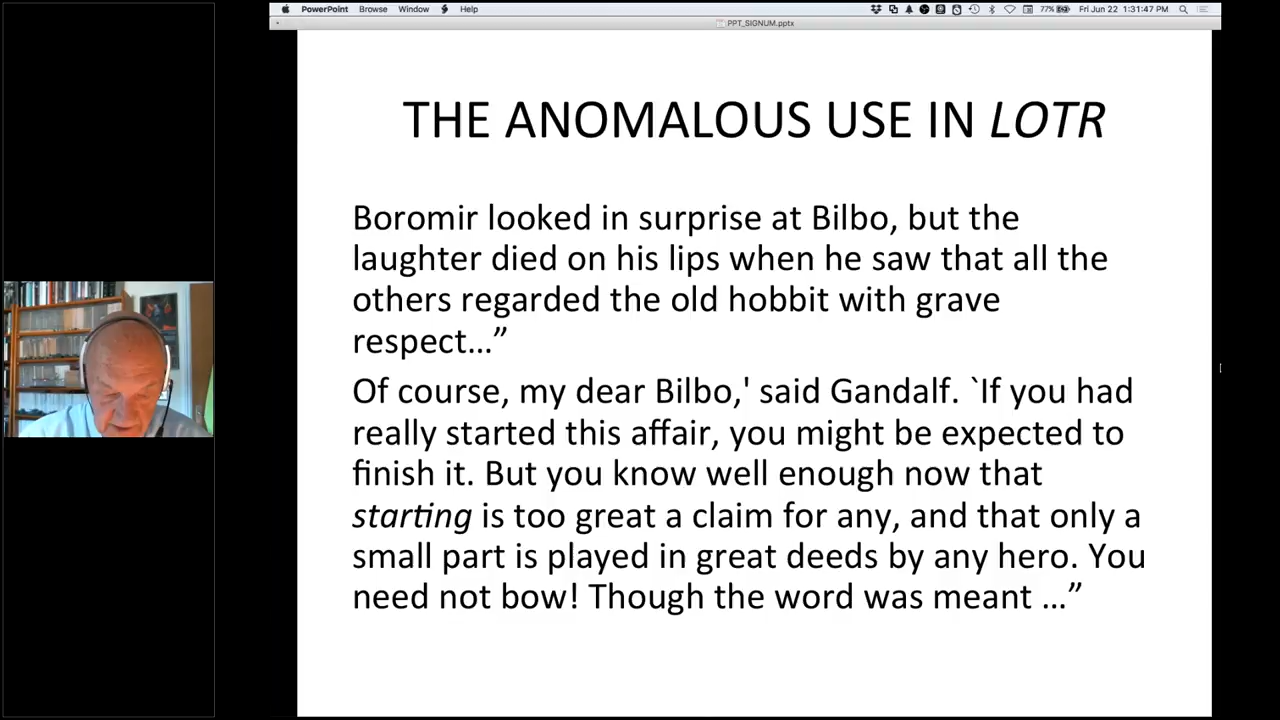 PowerPoint Browse Window Help 77% Fri Jun 22 1:31:47 PM
PPT_SIGNUM.pptx
THE ANOMALOUS USE IN LOTR
Boromir looked in surprise at Bilbo, but the
laughter died on his lips when he saw that all the
others regarded the old hobbit with grave
respect…”
Of course, my dear Bilbo,' said Gandalf. `If you had
really started this affair, you might be expected to
finish it. But you know well enough now that
starting is too great a claim for any, and that only a
small part is played in great deeds by any hero. You
need not bow! Though the word was meant …”